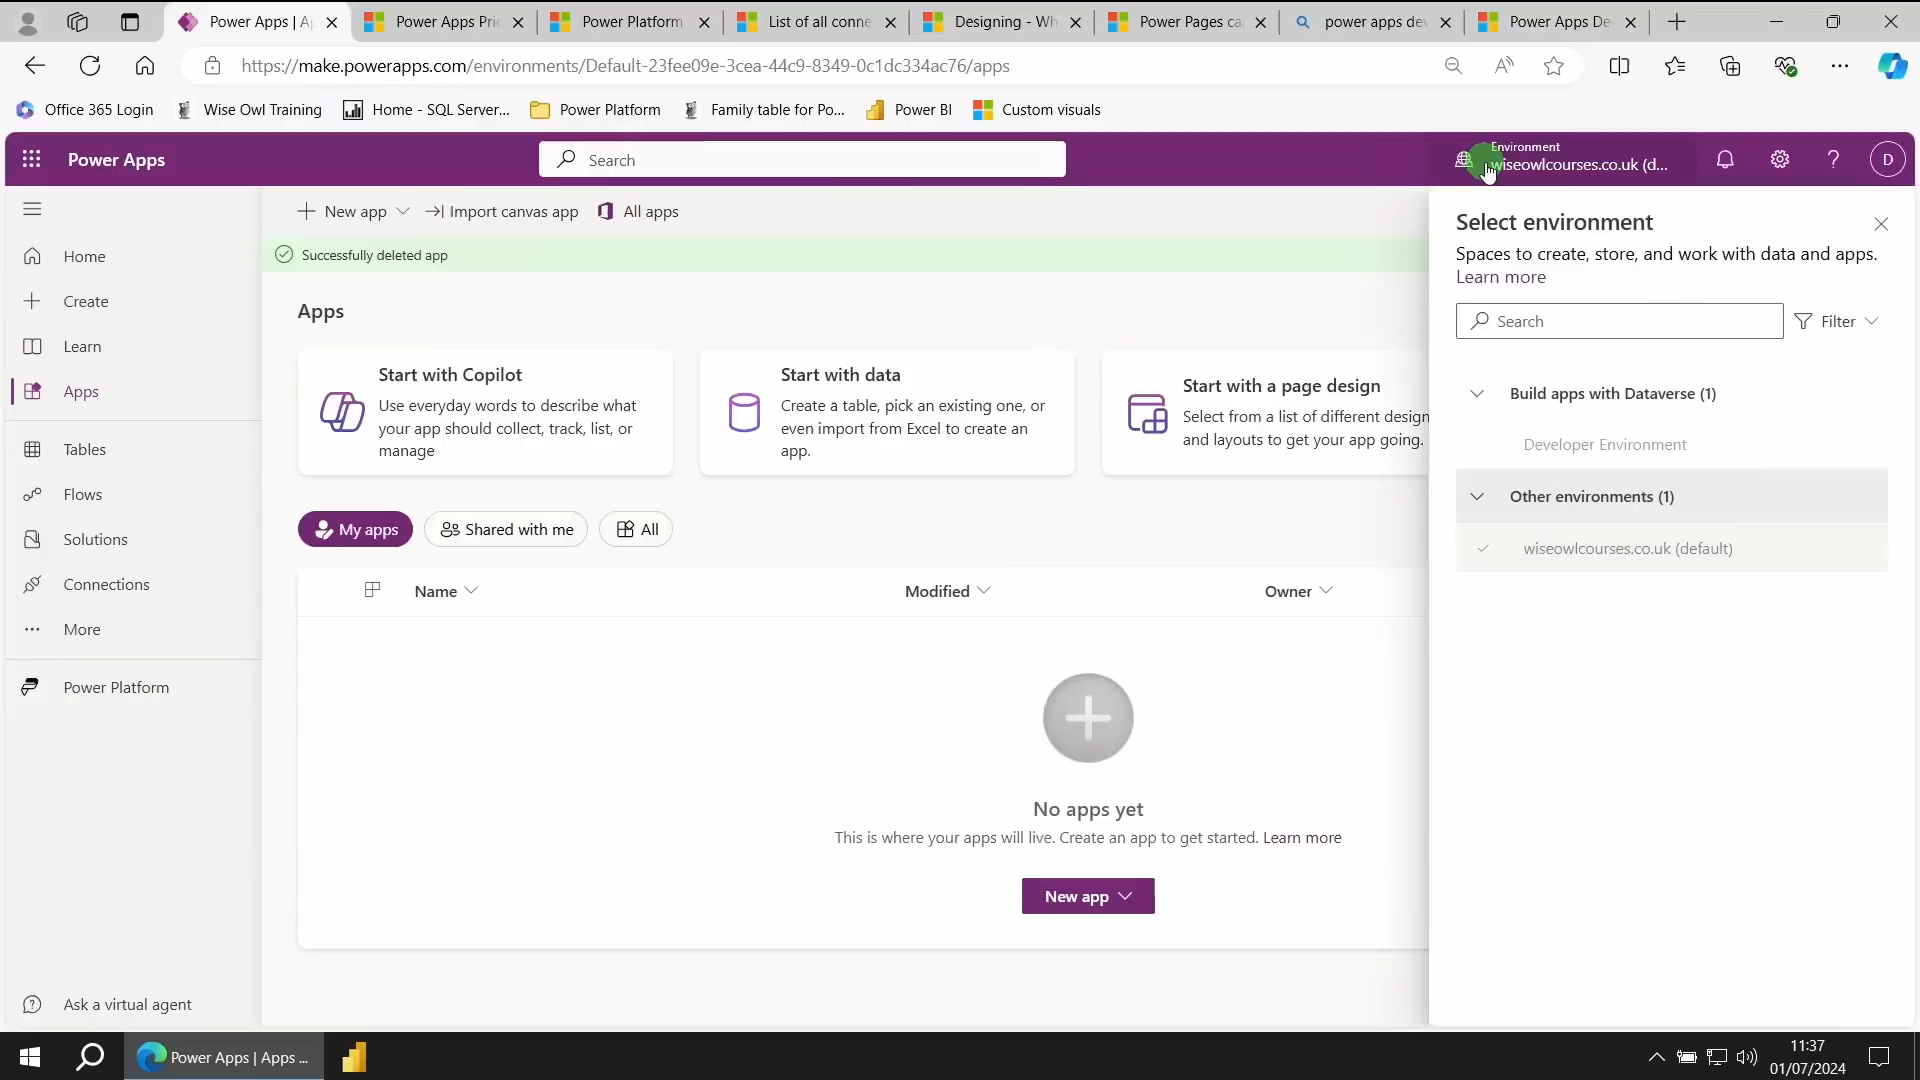 Power Apps | A
Power Apps Pri
Power Platform
List of all conne
Designing - Wh
Power Pages ca
power apps dev
Power Apps De
https://make.powerapps.com/environments/Default-23fee09e-3cea-44c9-8349-0c1dc334ac76/apps
Office 365 Login
Wise Owl Training
Home - SQL Server...
Power Platform
Family table for Po...
Power BI
Custom visuals
Power Apps
Search
Environment
wiseowlcourses.co.uk (d...
?
D
Home
Create
Learn
Apps
Tables
Flows
Solutions
Connections
More
Power Platform
Ask a virtual agent
New app
Import canvas app
All apps
Successfully deleted app
Apps
Start with Copilot
Use everyday words to describe what
your app should collect, track, list, or
manage
Start with data
Create a table, pick an existing one, or
even import from Excel to create an
app.
Start with a page design
Select from a list of different design
and layouts to get your app going.
My apps
Shared with me
All
Name
Modified
Owner
No apps yet
This is where your apps will live. Create an app to get started. Learn more
New app
Select environment
Spaces to create, store, and work with data and apps.
Learn more
Search
Filter
Build apps with Dataverse (1)
Developer Environment
Other environments (1)
wiseowlcourses.co.uk (default)
Power Apps | Apps ...
11:37
01/07/2024